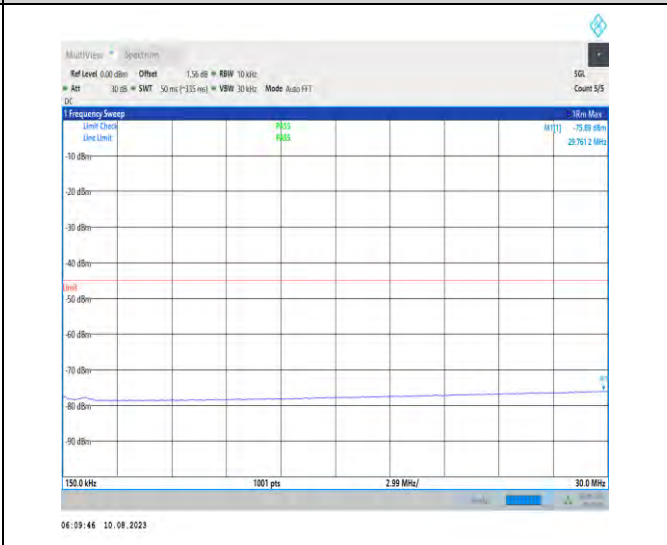 MultiView Spectrum
Ref Level 0.00 dBm Offset 1.56 dB RBW 10 kHz SGL
Att 30 dB SWT 50 ms (~335 ms) VBW 30 kHz Mode Auto FFT Count 5/5
DC
1 Frequency Sweep 1Rm Max
Limit Check PASS M1[1] -75.89 dBm
Line Limit PASS 29.7612 MHz
-10 dBm
-20 dBm
-30 dBm
-40 dBm
Limit
-50 dBm
-60 dBm
-70 dBm
M1
-80 dBm
-90 dBm
150.0 kHz 1001 pts 2.99 MHz/ 30.0 MHz
06:09:46 10.08.2023